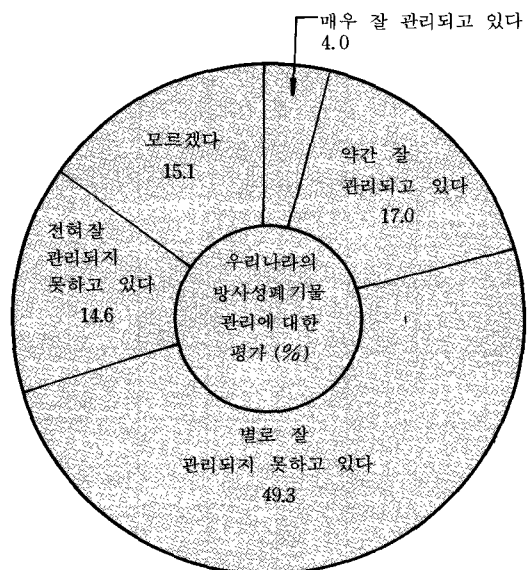 매우 잘 관리되고 있다
4.0
약간 잘
관리되고 있다
17.0
별로 잘
관리되지 못하고 있다
49.3
전혀잘
관리되지
못하고 있다
14.6
모르겠다
15.1
우리나라의
방사성폐기물
관리에 대한
평가 (%)